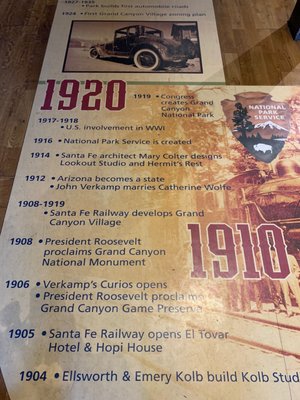 1927-1945
• Park builds first automobile roads
1924 • First Grand Canyon Village zoning plan
1920
1919 • Congress
creates Grand
Canyon
National Park
NATIONAL
PARK
SERVICE
1917-1918
• U.S. involvement in WWI
1916 • National Park Service is created
1914 • Santa Fe architect Mary Colter designs
Lookout Studio and Hermit's Rest
1912 • Arizona becomes a state
• John Verkamp marries Catherine Wolfe
1908-1919
• Santa Fe Railway develops Grand
Canyon Village
1910
1908 • President Roosevelt
proclaims Grand Canyon
National Monument
1906 • Verkamp's Curios opens
• President Roosevelt proclaims
Grand Canyon Game Preserve
1905 • Santa Fe Railway opens El Tovar
Hotel & Hopi House
1904 • Ellsworth & Emery Kolb build Kolb Stud